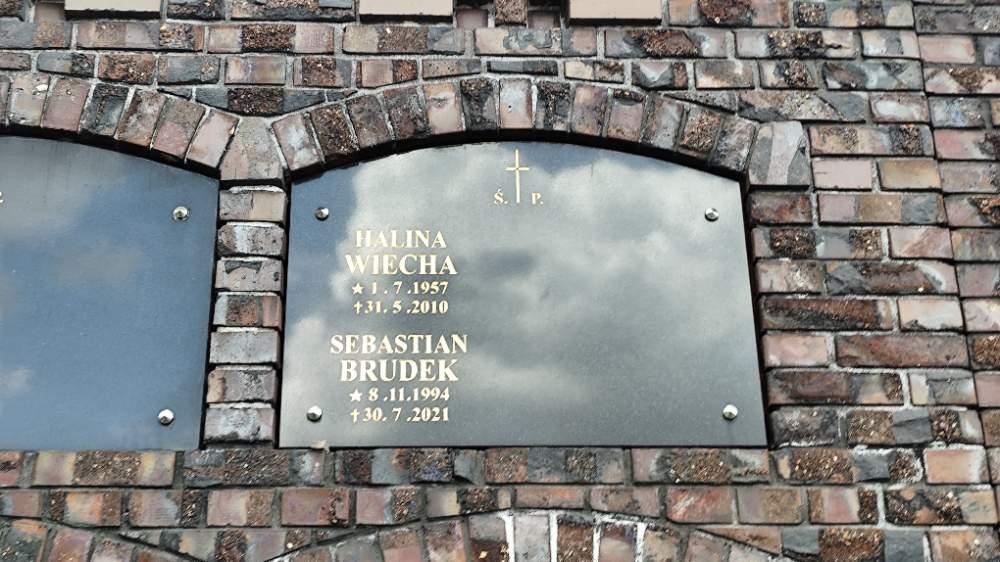 Ś. P.
HALINA
WIECHA
★ 1.7.1957
✝31.5.2010
SEBASTIAN
BRUDEK
★ 8.11.1994
✝30.7.2021